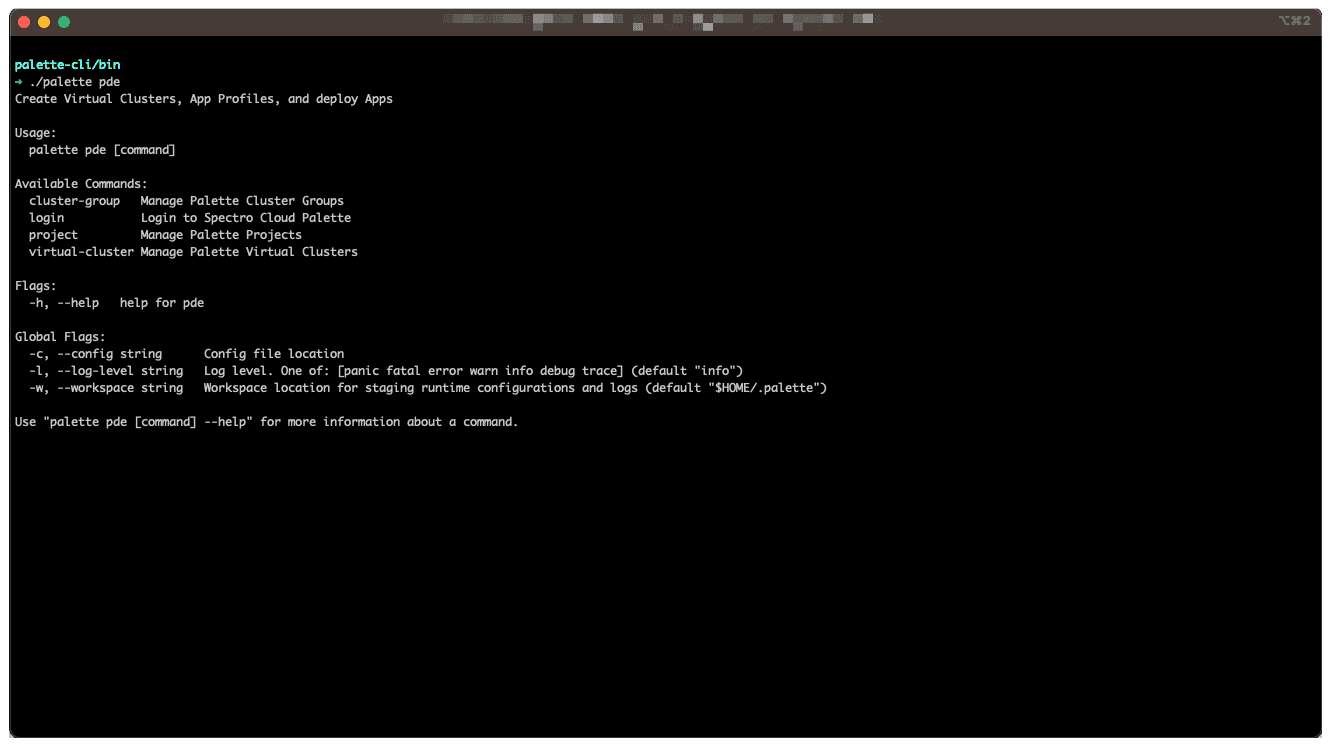 ⌥⌘2
palette-cli/bin
➜ ./palette pde
Create Virtual Clusters, App Profiles, and deploy Apps
Usage:
  palette pde [command]
Available Commands:
  cluster-group   Manage Palette Cluster Groups
  login           Login to Spectro Cloud Palette
  project         Manage Palette Projects
  virtual-cluster Manage Palette Virtual Clusters
Flags:
  -h, --help   help for pde
Global Flags:
  -c, --config string      Config file location
  -l, --log-level string   Log level. One of: [panic fatal error warn info debug trace] (default "info")
  -w, --workspace string   Workspace location for staging runtime configurations and logs (default "$HOME/.palette")
Use "palette pde [command] --help" for more information about a command.